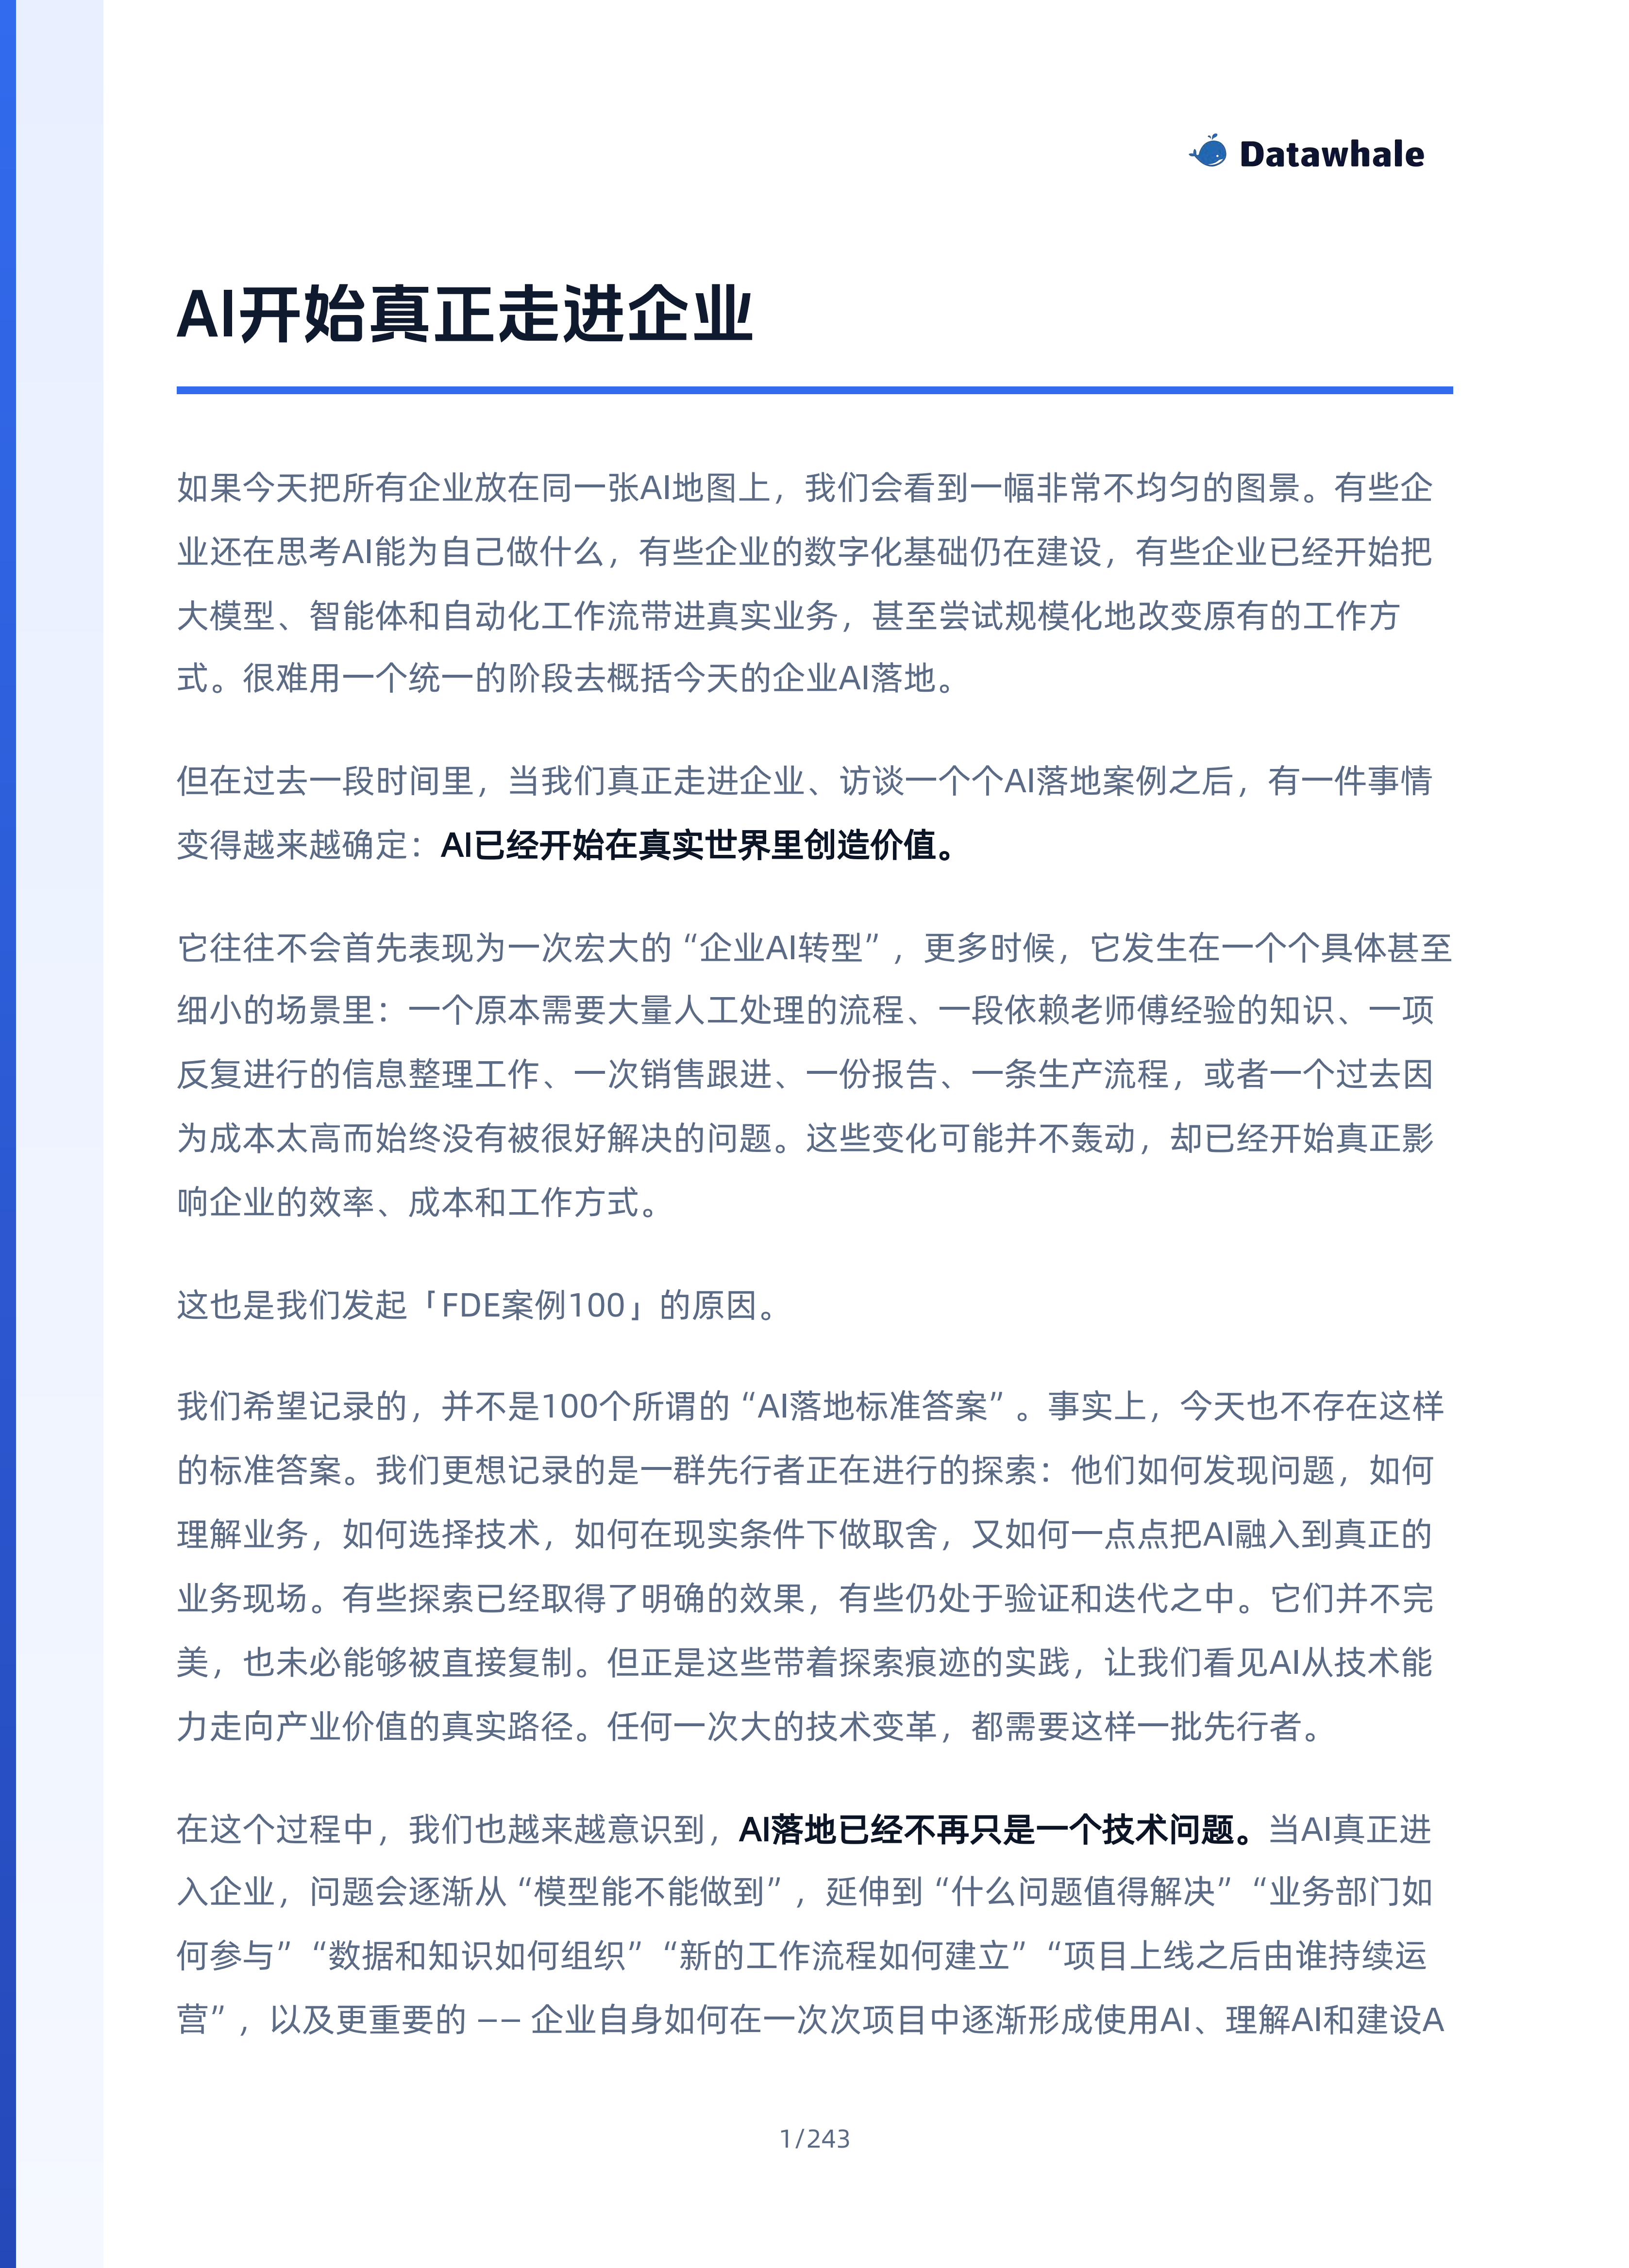 Datawhale
AI开始真正走进企业
如果今天把所有企业放在同一张AI地图上，我们会看到一幅非常不均匀的图景。有些企
业还在思考AI能为自己做什么，有些企业的数字化基础仍在建设，有些企业已经开始把
大模型、智能体和自动化工作流带进真实业务，甚至尝试规模化地改变原有的工作方
式。很难用一个统一的阶段去概括今天的企业AI落地。
但在过去一段时间里，当我们真正走进企业、访谈一个个AI落地案例之后，有一件事情
变得越来越确定：AI已经开始在真实世界里创造价值。
它往往不会首先表现为一次宏大的“企业AI转型”，更多时候，它发生在一个个具体甚至
细小的场景里：一个原本需要大量人工处理的流程、一段依赖老师傅经验的知识、一项
反复进行的信息整理工作、一次销售跟进、一份报告、一条生产流程，或者一个过去因
为成本太高而始终没有被很好解决的问题。这些变化可能并不轰动，却已经开始真正影
响企业的效率、成本和工作方式。
这也是我们发起「FDE案例100」的原因。
我们希望记录的，并不是100个所谓的“AI落地标准答案”。事实上，今天也不存在这样
的标准答案。我们更想记录的是一群先行者正在进行的探索：他们如何发现问题，如何
理解业务，如何选择技术，如何在现实条件下做取舍，又如何一点点把AI融入到真正的
业务现场。有些探索已经取得了明确的效果，有些仍处于验证和迭代之中。它们并不完
美，也未必能够被直接复制。但正是这些带着探索痕迹的实践，让我们看见AI从技术能
力走向产业价值的真实路径。任何一次大的技术变革，都需要这样一批先行者。
在这个过程中，我们也越来越意识到，AI落地已经不再只是一个技术问题。当AI真正进
入企业，问题会逐渐从“模型能不能做到”，延伸到“什么问题值得解决”“业务部门如
何参与”“数据和知识如何组织”“新的工作流程如何建立”“项目上线之后由谁持续运
营”，以及更重要的 —— 企业自身如何在一次次项目中逐渐形成使用AI、理解AI和建设A
1/243